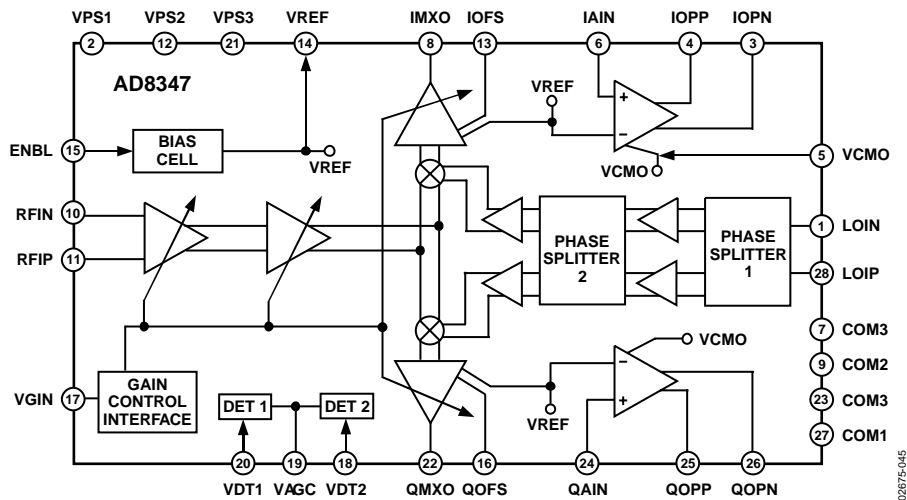 VPS1 VPS2 VPS3 VREF IMXO IOFS IAIN IOPP IOPN
2 12 21 14 8 13 6 4 3
AD8347
VREF
+
−
ENBL 15
BIAS
CELL
VREF
VCMO
5 VCMO
RFIN 10
RFIP 11
PHASE
SPLITTER
2
PHASE
SPLITTER
1
1 LOIN
28 LOIP
7 COM3
VCMO
9 COM2
−
+
23 COM3
VGIN 17
GAIN
CONTROL
INTERFACE
DET 1
DET 2
VREF
27 COM1
20 19 18 22 16 24 25 26
VDT1 VAGC VDT2 QMXO QOFS QAIN QOPP QOPN
02675-045